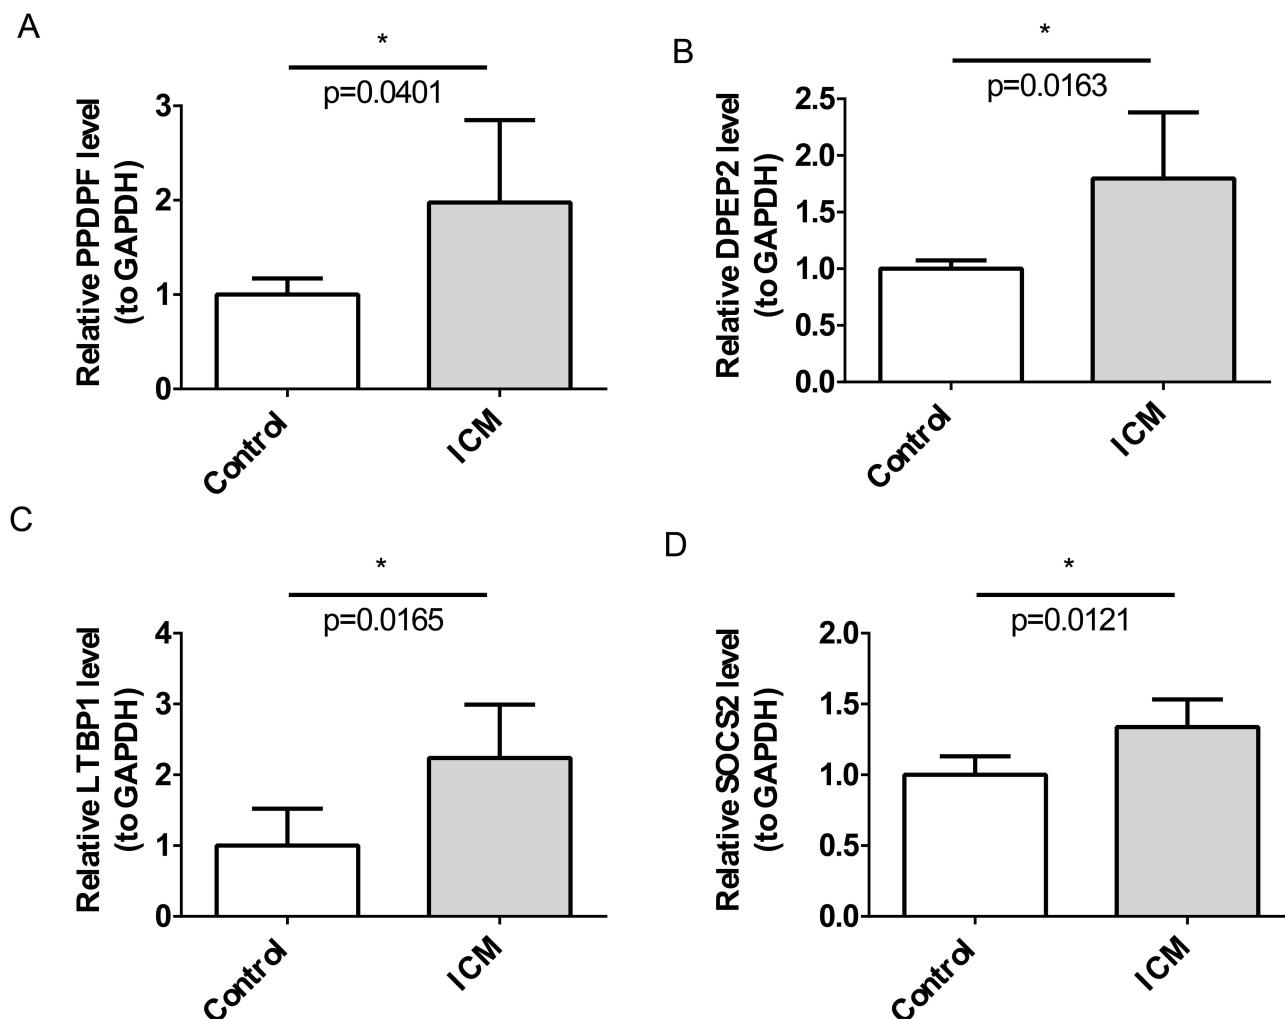 A
*
p=0.0401
Relative PPDPF level
(to GAPDH)
3
2
1
0
Control
ICM
B
*
p=0.0163
Relative DPEP2 level
(to GAPDH)
2.5
2.0
1.5
1.0
0.5
0.0
Control
ICM
C
*
p=0.0165
Relative LTBP1 level
(to GAPDH)
4
3
2
1
0
Control
ICM
D
*
p=0.0121
Relative SOCS2 level
(to GAPDH)
2.0
1.5
1.0
0.5
0.0
Control
ICM